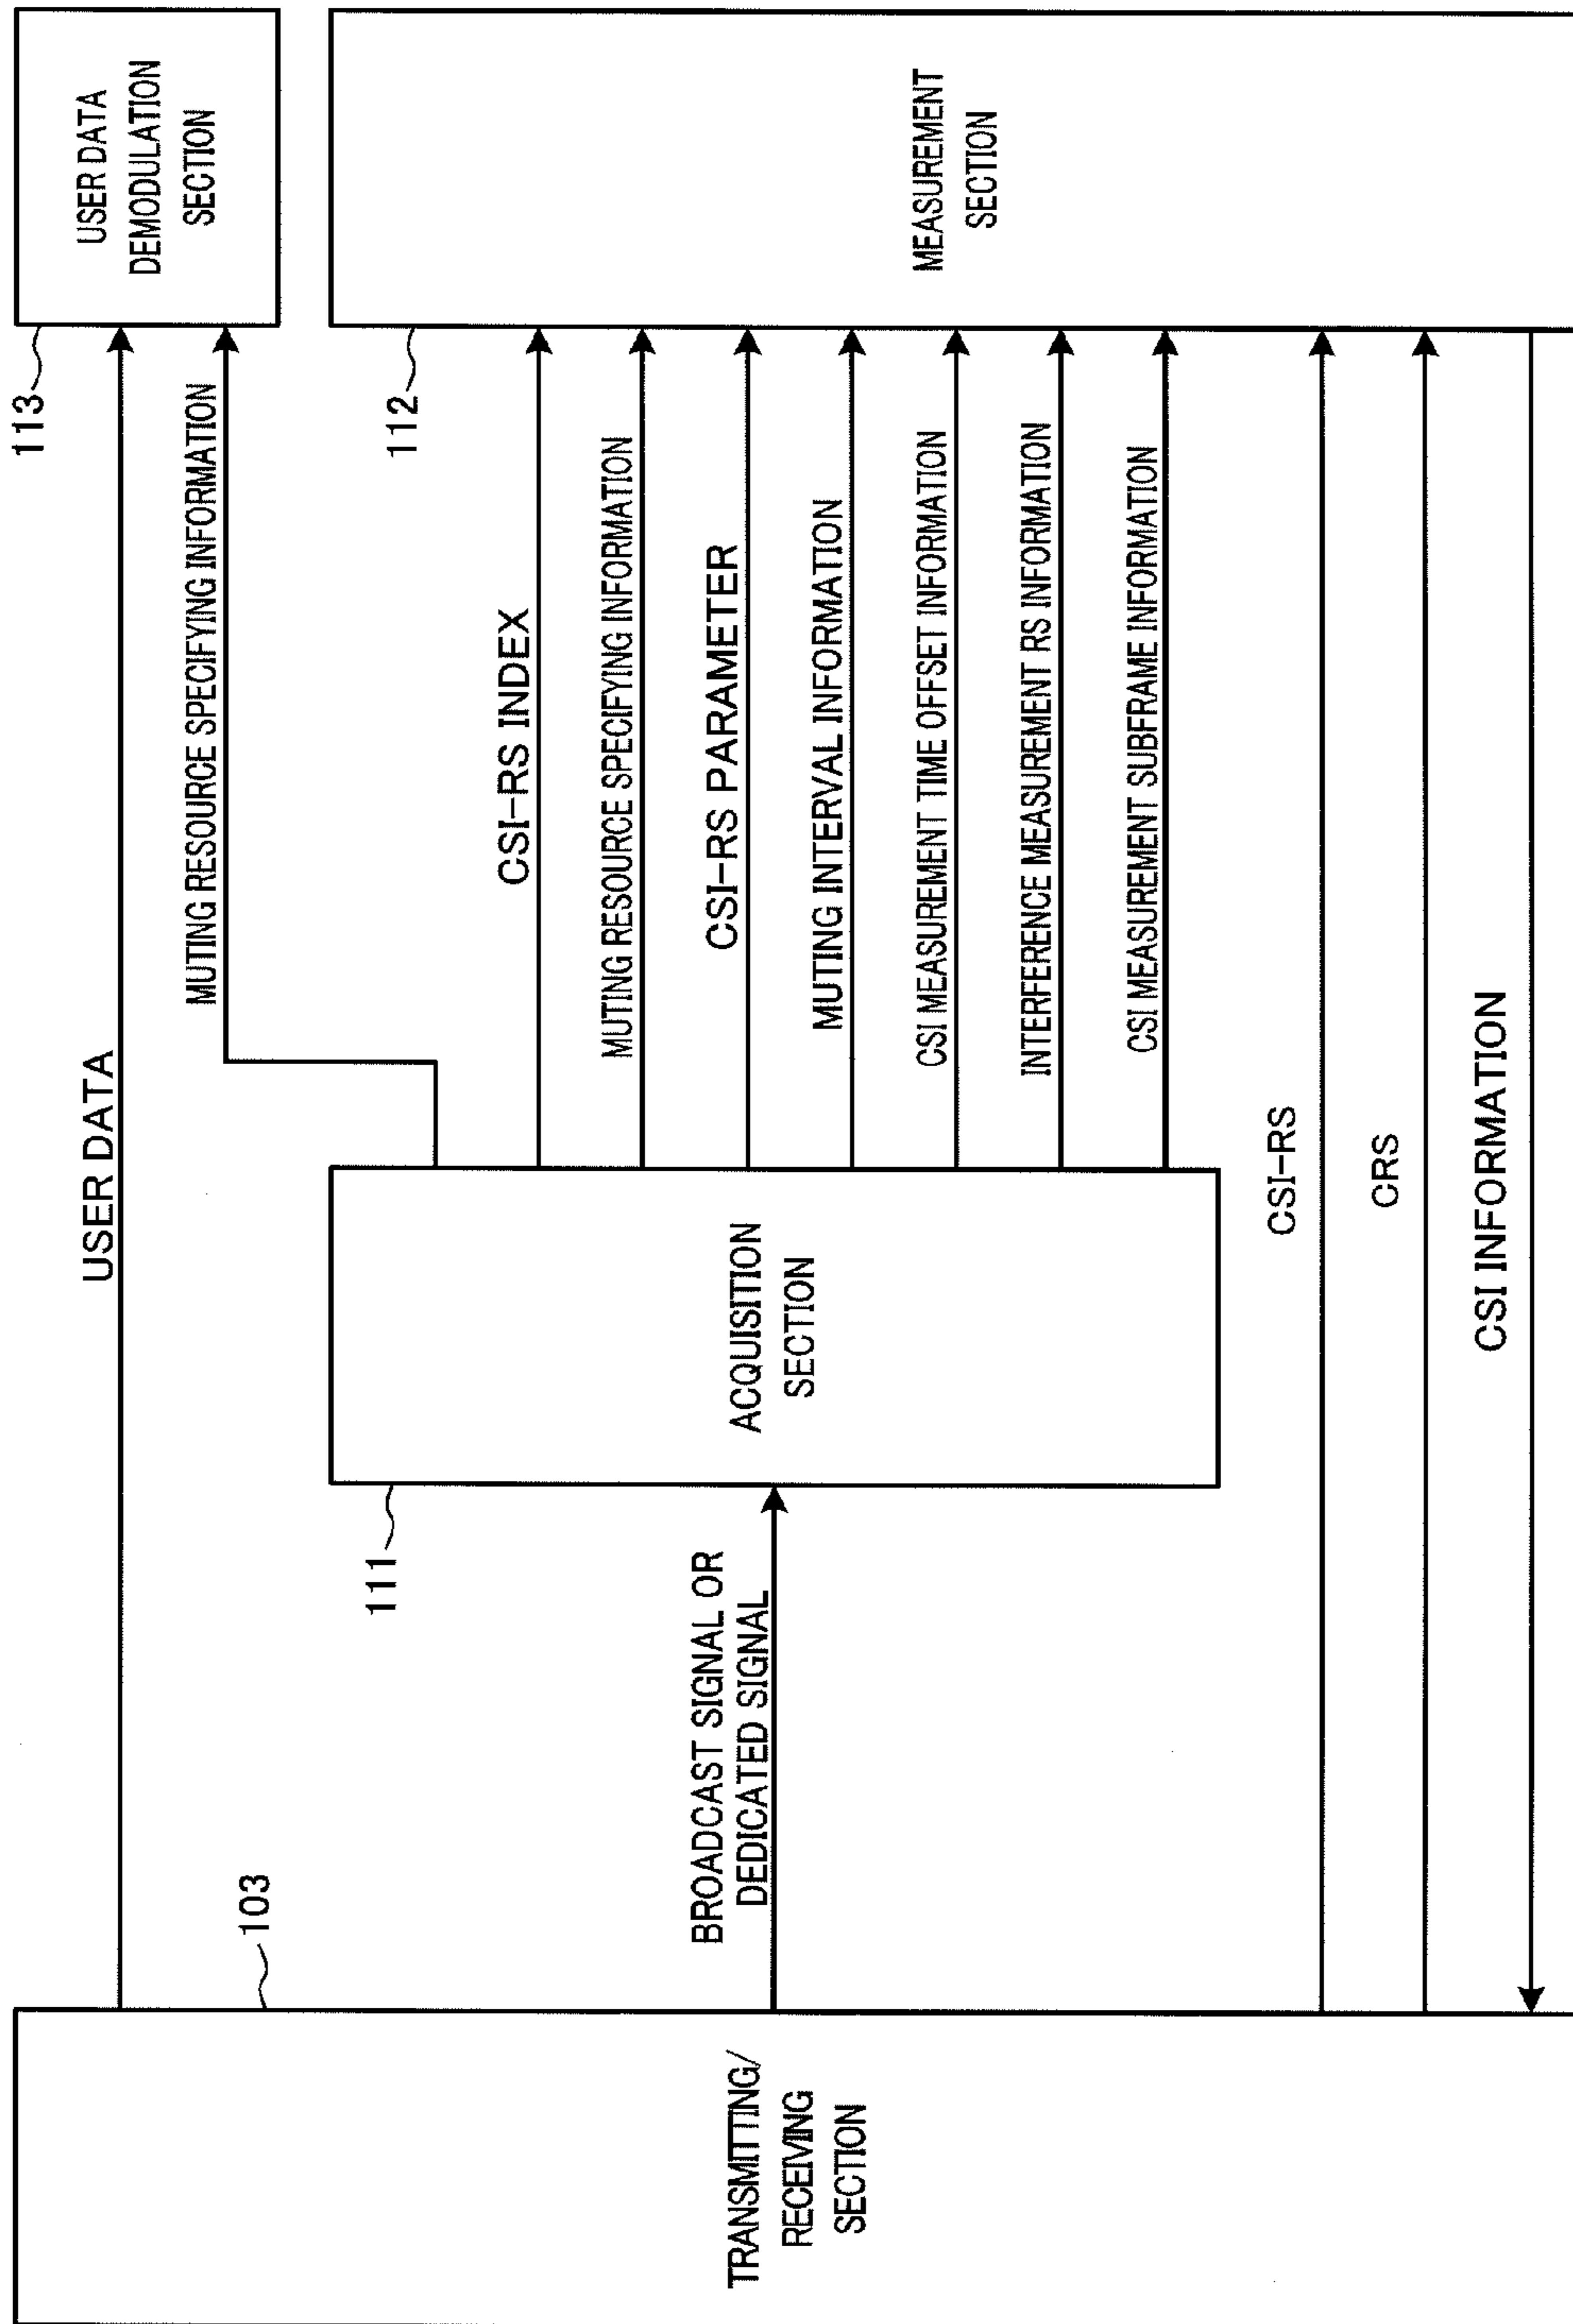 USER DATA
113
USER DATA
DEMODULATION
SECTION
MUTING RESOURCE SPECIFYING INFORMATION
103
TRANSMITTING/
RECEIVING
SECTION
BROADCAST SIGNAL OR
DEDICATED SIGNAL
111
ACQUISITION
SECTION
CSI-RS INDEX
MUTING RESOURCE SPECIFYING INFORMATION
CSI-RS PARAMETER
MUTING INTERVAL INFORMATION
CSI MEASUREMENT TIME OFFSET INFORMATION
INTERFERENCE MEASUREMENT RS INFORMATION
CSI MEASUREMENT SUBFRAME INFORMATION
112
MEASUREMENT
SECTION
CSI-RS
CRS
CSI INFORMATION